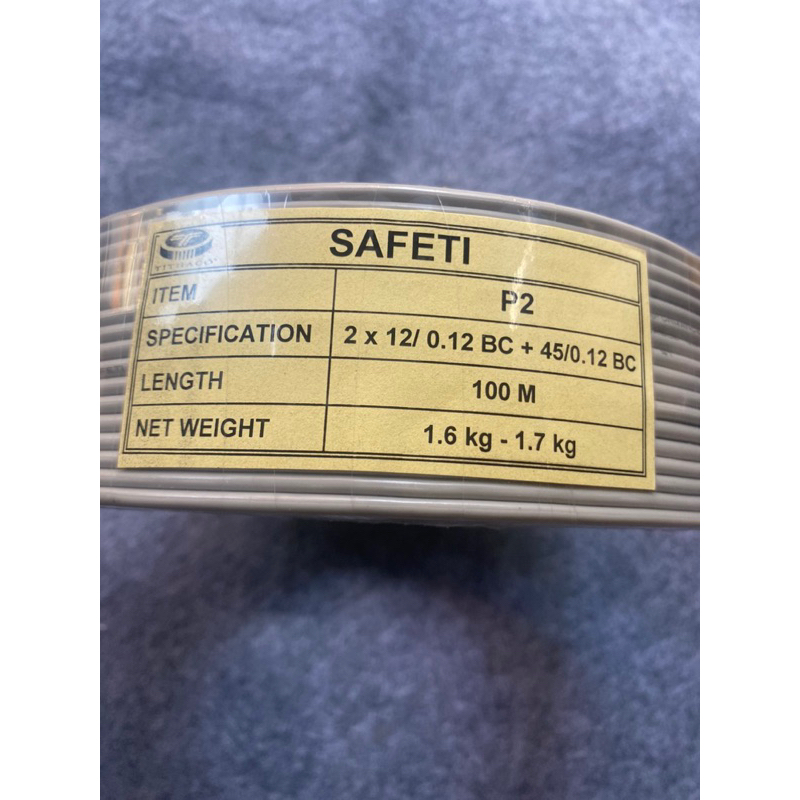 SAFETI
ITEM P2
SPECIFICATION 2 x 12/ 0.12 BC + 45/0.12 BC
LENGTH 100 M
NET WEIGHT 1.6 kg - 1.7 kg